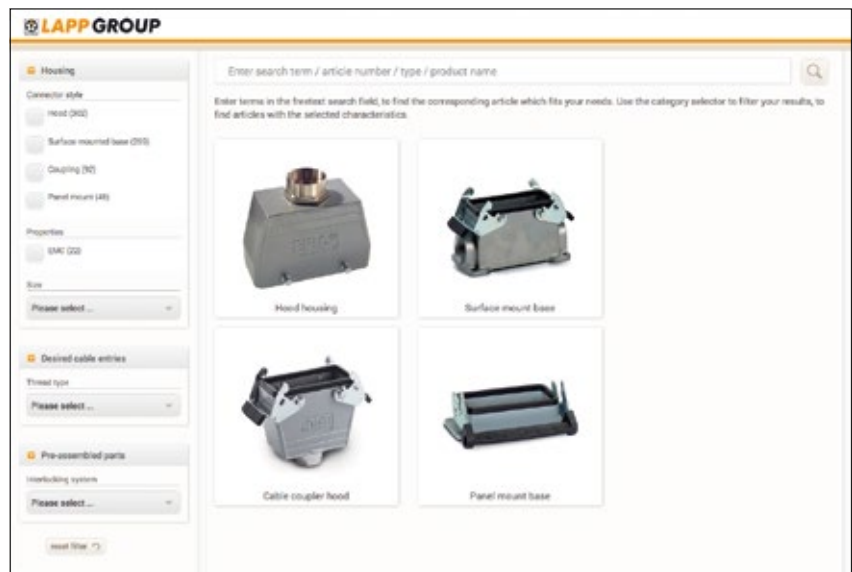 LAPP GROUP
Housing
Connector style
Hood (302)
Surface mounted base
Coupling (92)
Panel mount
Properties
EMC (22)
Size
Please select ...
Desired cable entries
Thread type
Please select ...
Pre-assembled parts
Interlocking system
Please select ...
reset filter
Enter search term / article number / type / product name
Enter terms in the freetext search field, to find the corresponding article which fits your needs. Use the category selector to filter your results, to
find articles with the selected characteristics.
Hood housing
Surface mount base
Cable coupler hood
Panel mount base